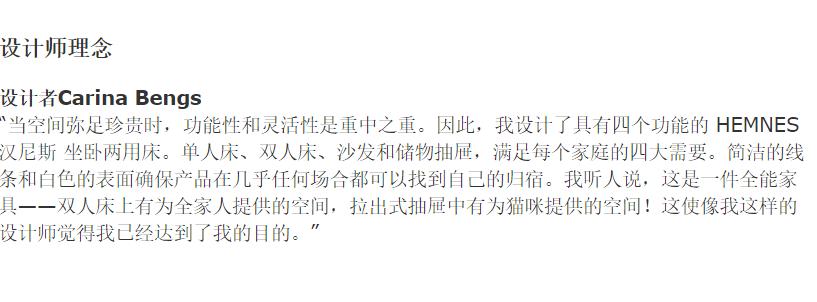 设计师理念
设计者Carina Bengs
“当空间弥足珍贵时，功能性和灵活性是重中之重。因此，我设计了具有四个功能的 HEMNES
汉尼斯 坐卧两用床。单人床、双人床、沙发和储物抽屉，满足每个家庭的四大需要。简洁的线
条和白色的表面确保产品在几乎任何场合都可以找到自己的归宿。我听人说，这是一件全能家
具——双人床上有为全家人提供的空间，拉出式抽屉中有为猫咪提供的空间！这使像我这样的
设计师觉得我已经达到了我的目的。”